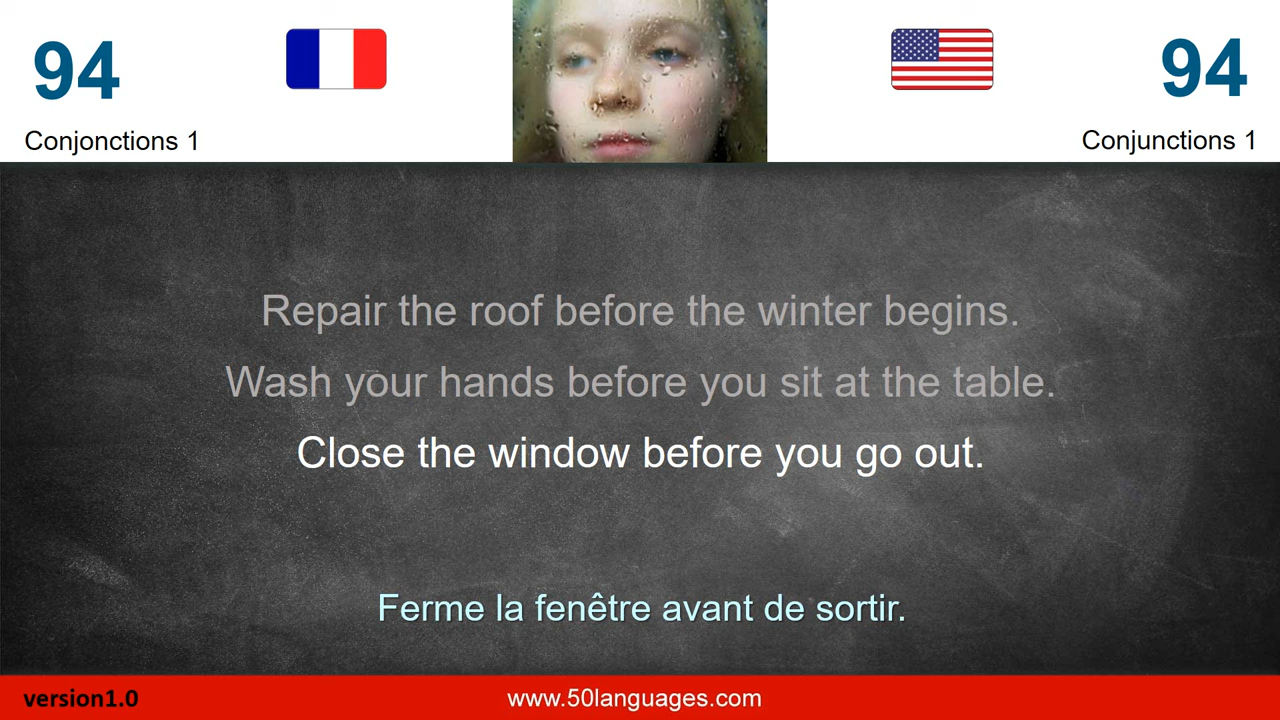 94
94
Conjonctions 1
Conjunctions 1
Repair the roof before the winter begins.
Wash your hands before you sit at the table.
Close the window before you go out.
Ferme la fenêtre avant de sortir.
version1.0
www.50languages.com